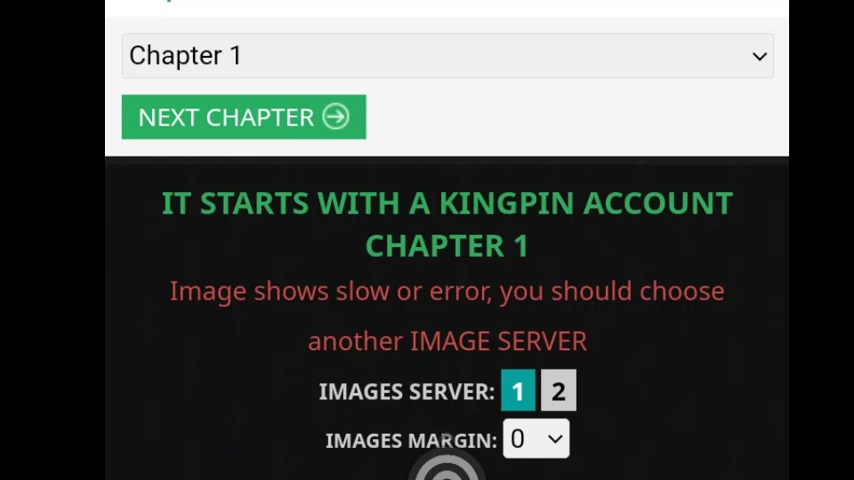 Chapter 1
NEXT CHAPTER
IT STARTS WITH A KINGPIN ACCOUNT
CHAPTER 1
Image shows slow or error, you should choose
another IMAGE SERVER
IMAGES SERVER: 1 2
IMAGES MARGIN: 0